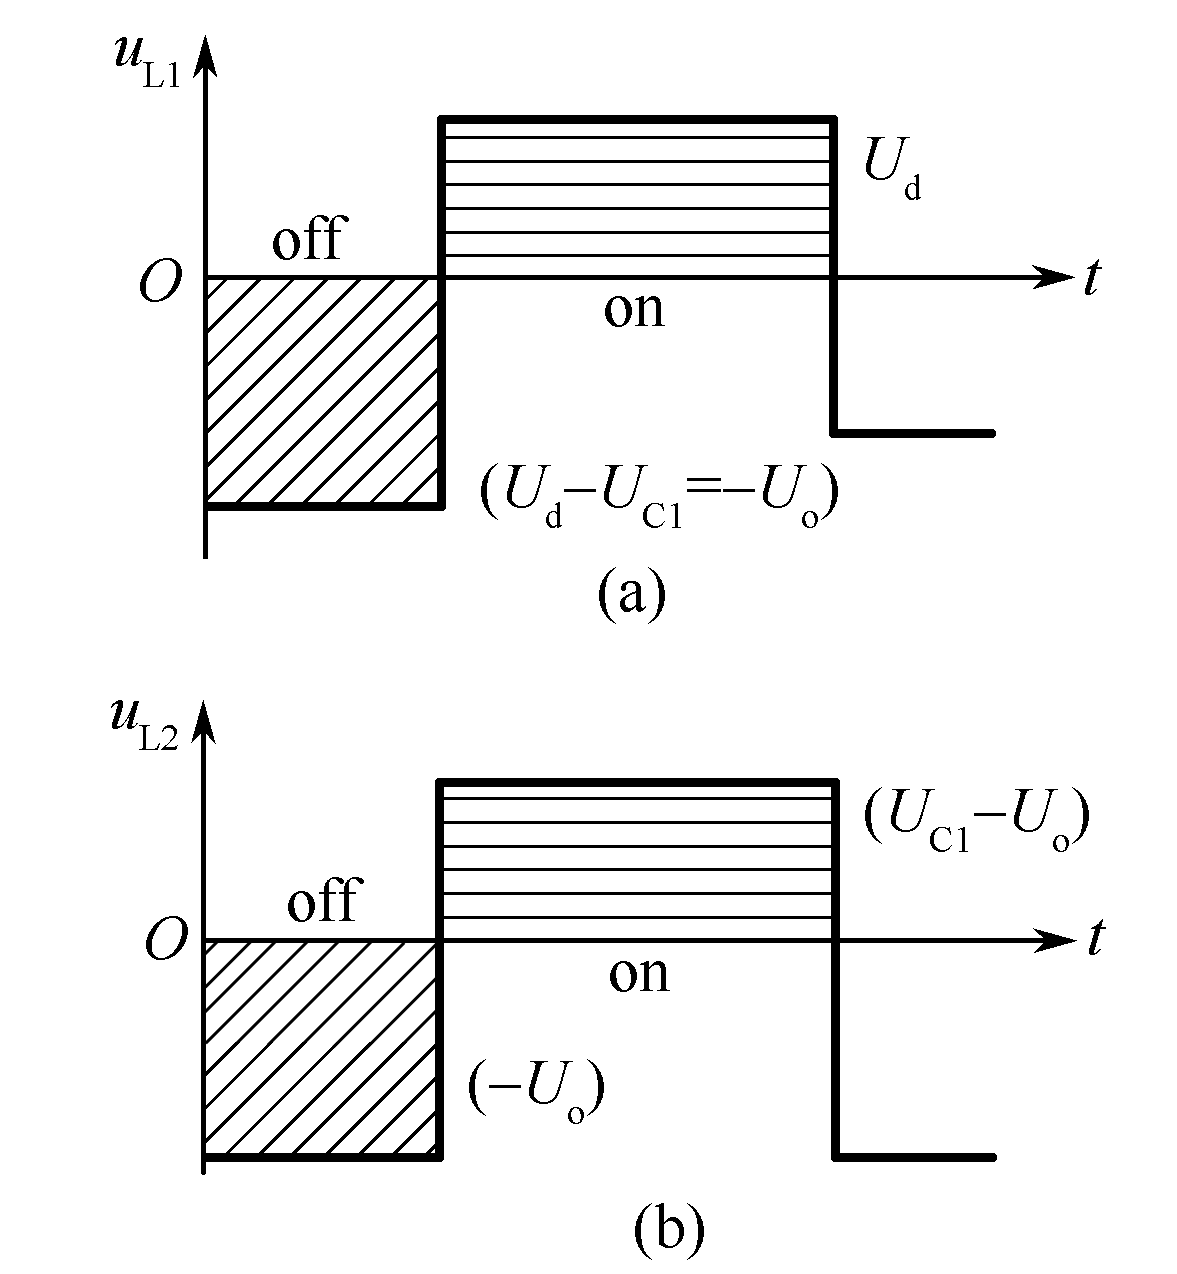 uL1
Ud
off
O
t
on
(Ud−UC1=−Uo)
(a)
uL2
(UC1−Uo)
off
O
t
on
(−Uo)
(b)